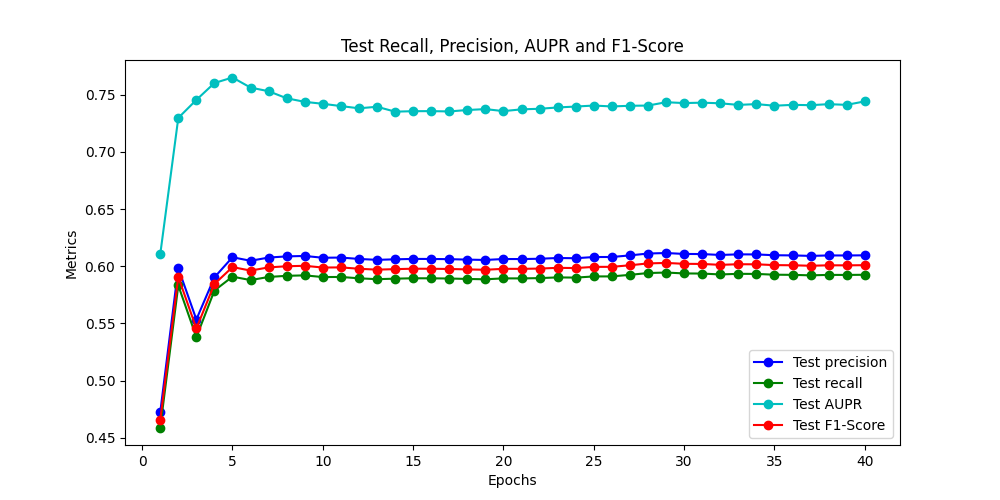 Test Recall, Precision, AUPR and F1-Score
Metrics
0.75
0.70
0.65
0.60
0.55
0.50
0.45
0 5 10 15 20 25 30 35 40
Epochs
Test precision
Test recall
Test AUPR
Test F1-Score